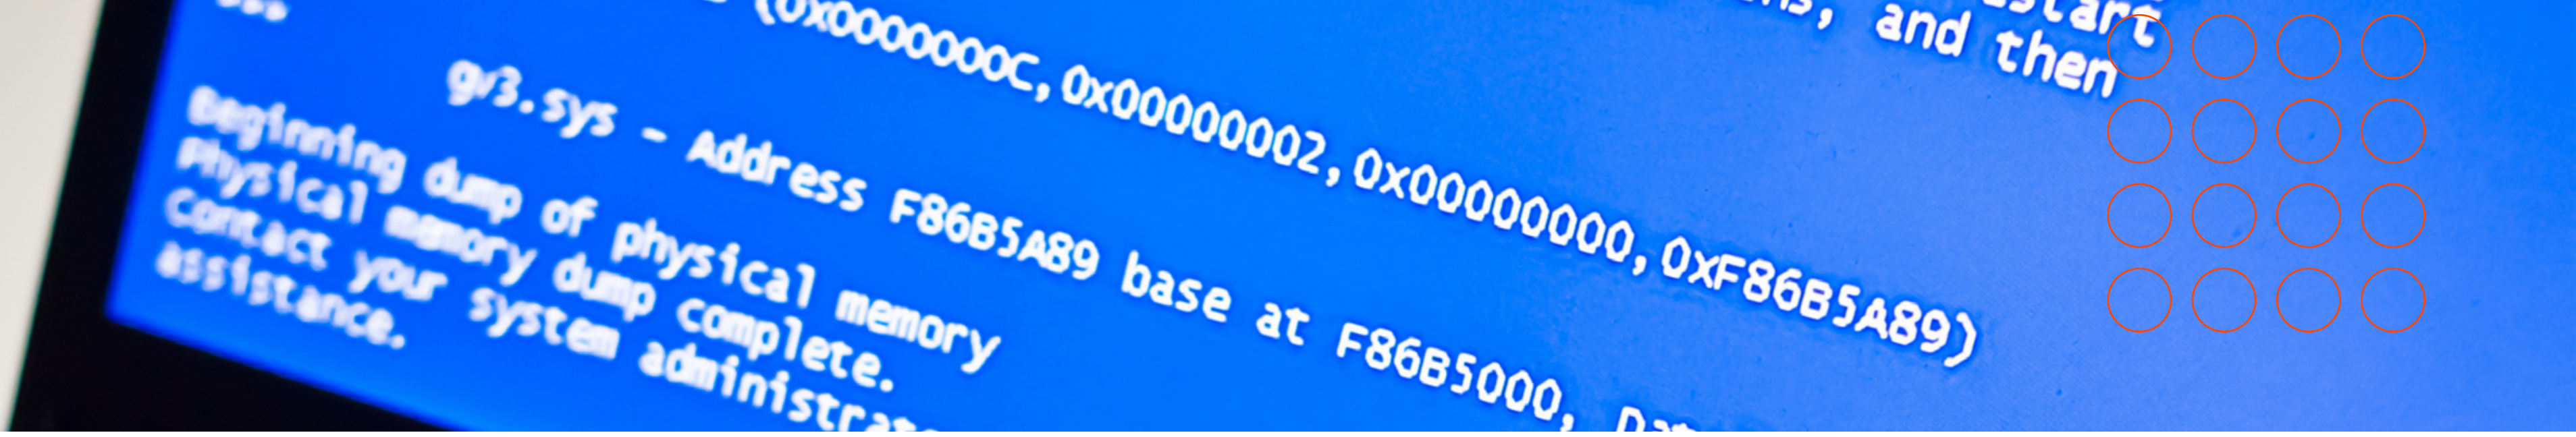 start
and then
(0x0000000C,0x00000002,0x00000000,0xF86B5A89)
gv3.sys - Address F86B5A89 base at F86B5000,
Beginning dump of physical memory
Physical memory dump complete.
Contact your system
assistance.